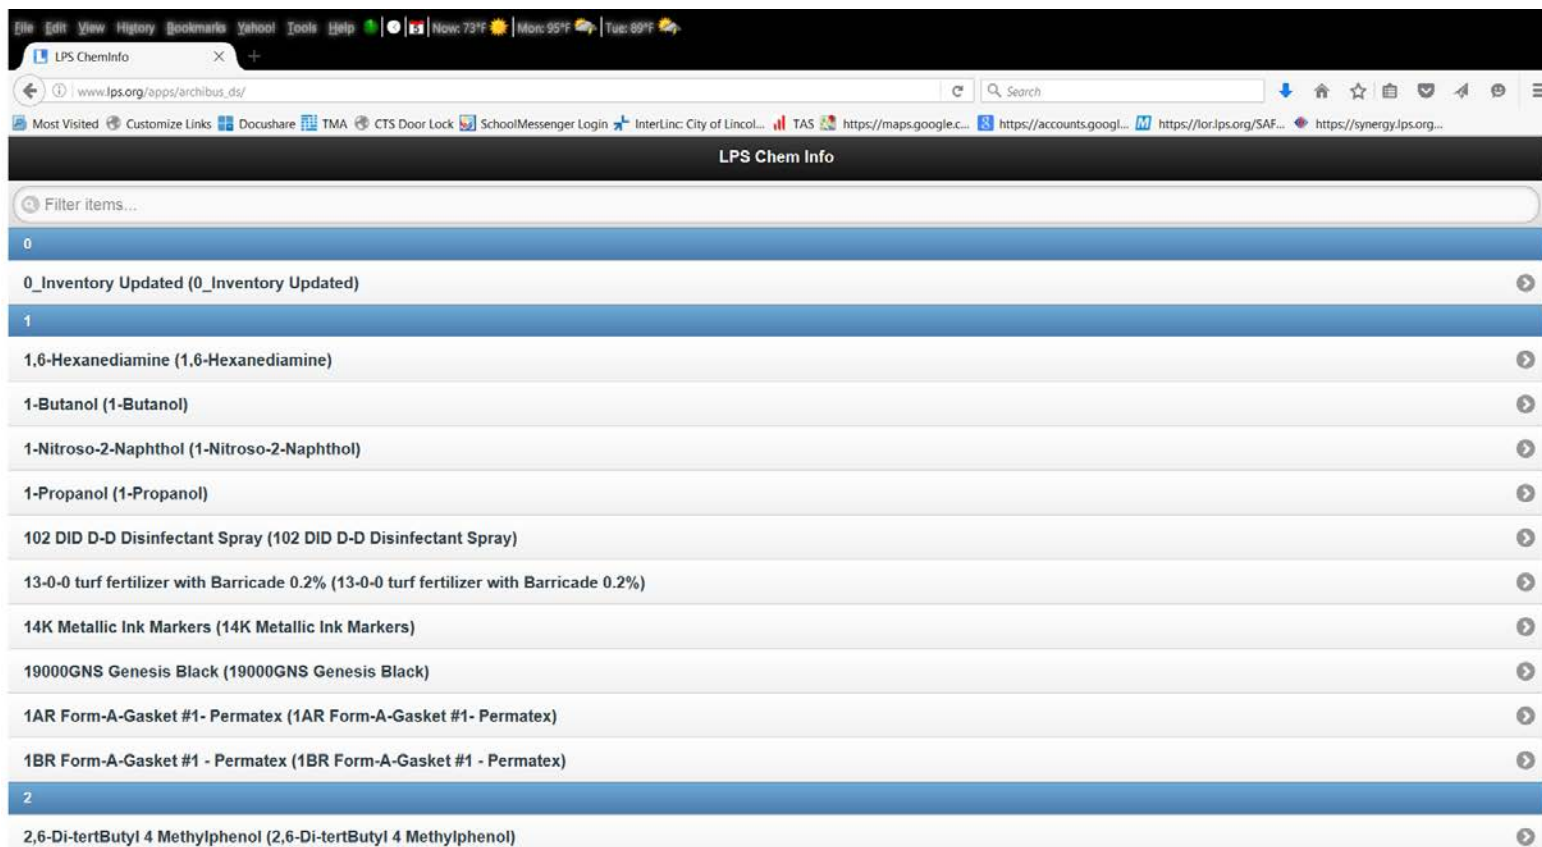 File Edit View History Bookmarks Yahoo! Tools Help 5 Now: 73°F Mon: 95°F Tue: 89°F
LPS ChemInfo
www.lps.org/apps/archibus_ds/ Search
Most Visited Customize Links Docushare TMA CTS Door Lock SchoolMessenger Login InterLinc: City of Lincol... TAS https://maps.google.c... 8 https://accounts.googl... M https://lor.lps.org/SAF... https://synergy.lps.org...
LPS Chem Info
Filter items...
0
0_Inventory Updated (0_Inventory Updated)
1
1,6-Hexanediamine (1,6-Hexanediamine)
1-Butanol (1-Butanol)
1-Nitroso-2-Naphthol (1-Nitroso-2-Naphthol)
1-Propanol (1-Propanol)
102 DID D-D Disinfectant Spray (102 DID D-D Disinfectant Spray)
13-0-0 turf fertilizer with Barricade 0.2% (13-0-0 turf fertilizer with Barricade 0.2%)
14K Metallic Ink Markers (14K Metallic Ink Markers)
19000GNS Genesis Black (19000GNS Genesis Black)
1AR Form-A-Gasket #1- Permatex (1AR Form-A-Gasket #1- Permatex)
1BR Form-A-Gasket #1 - Permatex (1BR Form-A-Gasket #1 - Permatex)
2
2,6-Di-tertButyl 4 Methylphenol (2,6-Di-tertButyl 4 Methylphenol)